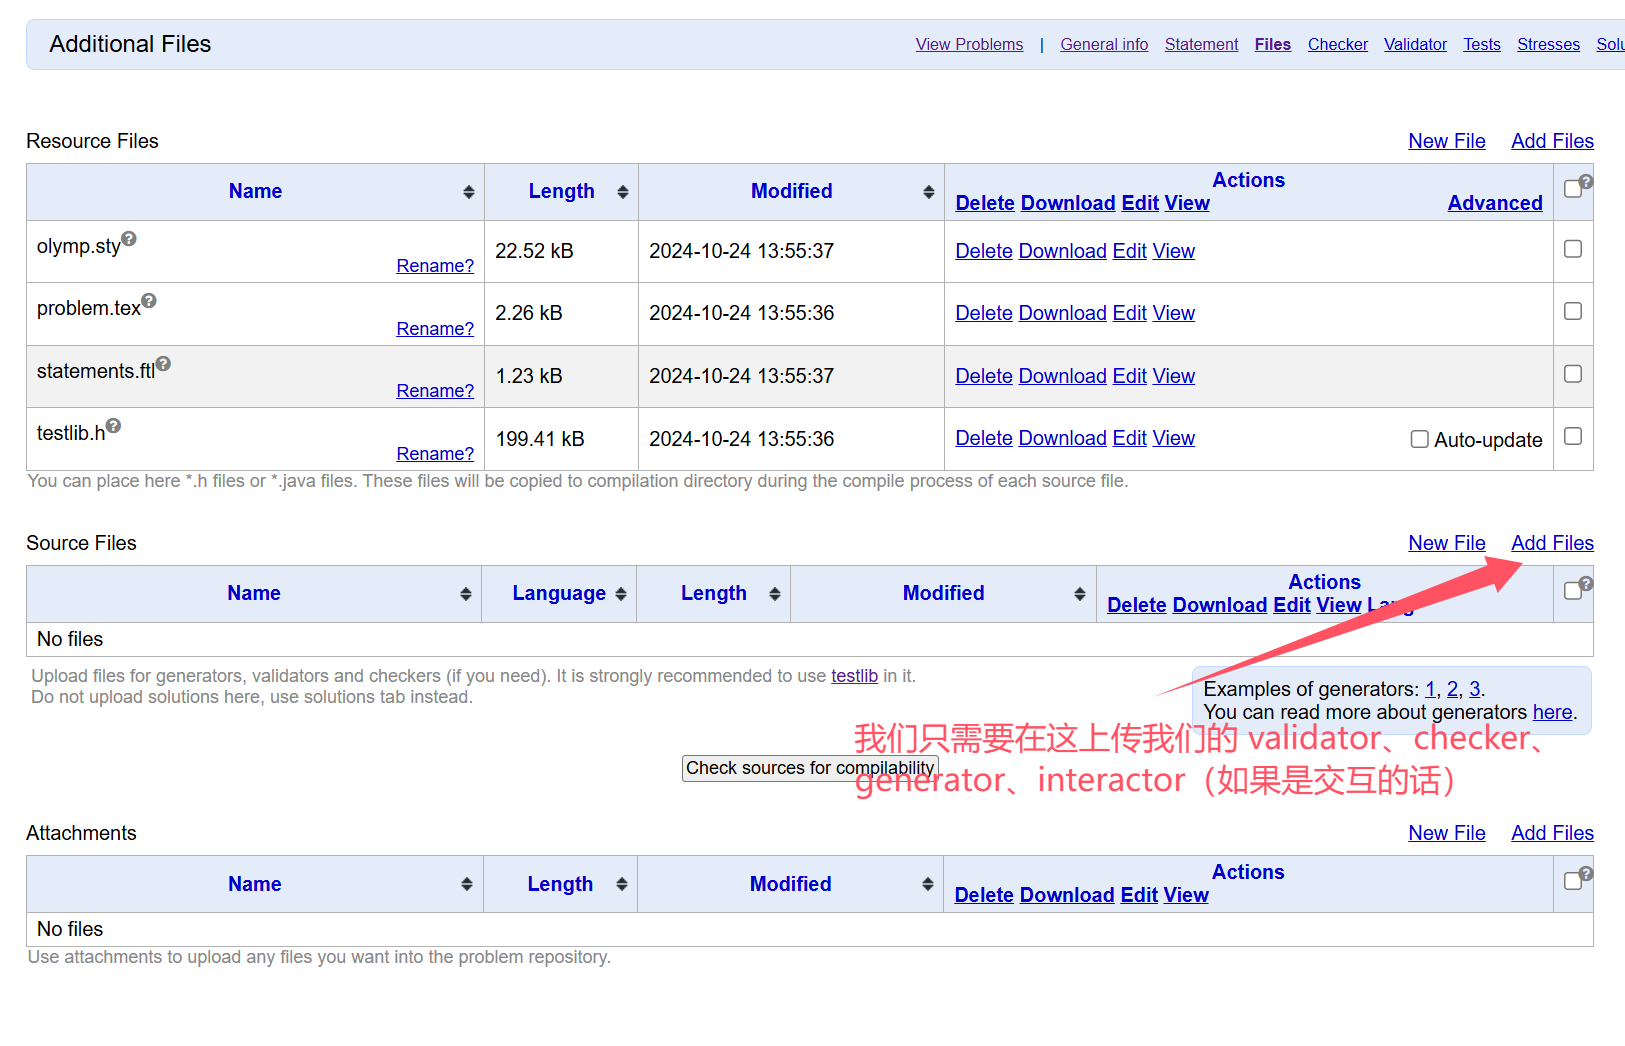 Additional Files
View Problems | General info Statement Files Checker Validator Tests Stresses Solu
Resource Files New File Add Files
Name Length Modified Actions
Delete Download Edit View Advanced
olymp.sty Rename? 22.52 kB 2024-10-24 13:55:37 Delete Download Edit View
problem.tex Rename? 2.26 kB 2024-10-24 13:55:36 Delete Download Edit View
statements.ftl Rename? 1.23 kB 2024-10-24 13:55:37 Delete Download Edit View
testlib.h Rename? 199.41 kB 2024-10-24 13:55:36 Delete Download Edit View Auto-update
You can place here *.h files or *.java files. These files will be copied to compilation directory during the compile process of each source file.
Source Files New File Add Files
Name Language Length Modified Actions
Delete Download Edit View Lang
No files
Upload files for generators, validators and checkers (if you need). It is strongly recommended to use testlib in it.
Do not upload solutions here, use solutions tab instead.
Examples of generators: 1, 2, 3.
You can read more about generators here.
我们只需要在这上传我们的 validator、checker、
generator、interactor（如果是交互的话）
Check sources for compilability
Attachments New File Add Files
Name Length Modified Actions
Delete Download Edit View
No files
Use attachments to upload any files you want into the problem repository.